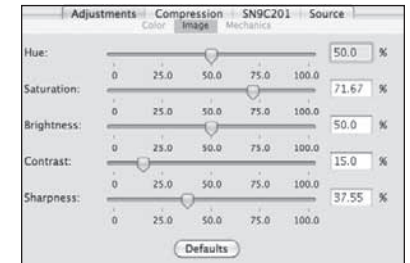 Adjustments Compression SN9C201 Source
Color Image Mechanics
Hue: 50.0 %
0 25.0 50.0 75.0 100.0
Saturation: 71.67 %
0 25.0 50.0 75.0 100.0
Brightness: 50.0 %
0 25.0 50.0 75.0 100.0
Contrast: 15.0 %
0 25.0 50.0 75.0 100.0
Sharpness: 37.55 %
0 25.0 50.0 75.0 100.0
Defaults